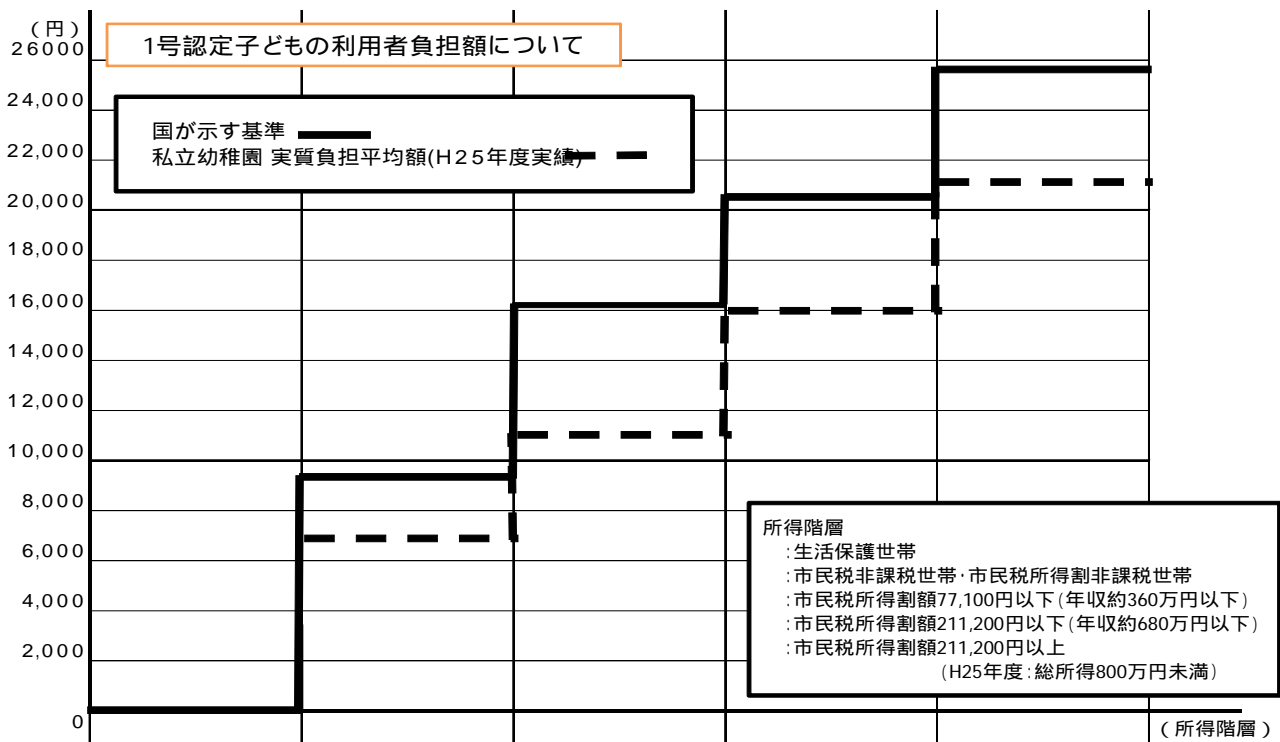 （円）
1号認定子どもの利用者負担額について
26000
24,000
22,000
20,000
18,000
16,000
14,000
12,000
10,000
8,000
6,000
4,000
2,000
0
国が示す基準
私立幼稚園 実質負担平均額(H25年度実績)
所得階層
:生活保護世帯
:市民税非課税世帯･市民税所得割非課税世帯
:市民税所得割額77,100円以下(年収約360万円以下)
:市民税所得割額211,200円以下(年収約680万円以下)
:市民税所得割額211,200円以上
(H25年度:総所得800万円未満)
（所得階層）